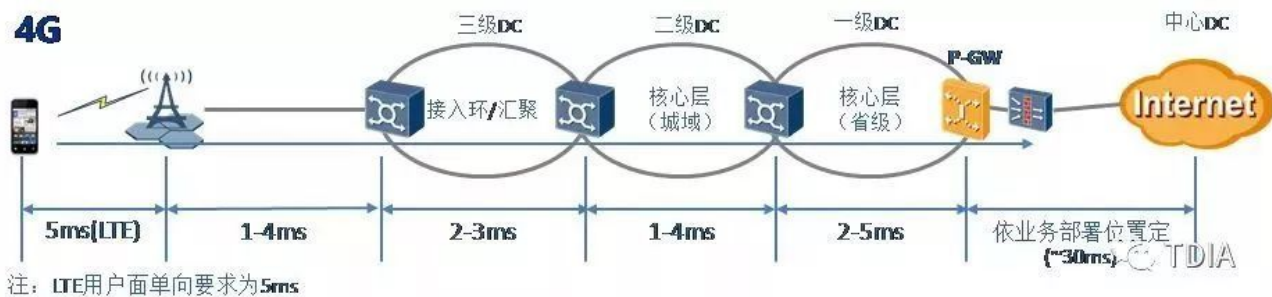 4G
三级DC
二级DC
一级DC
中心DC
P-GW
接入环/汇聚
核心层
（城域）
核心层
（省级）
Internet
5ms(LTE)
1-4ms
2-3ms
1-4ms
2-5ms
依业务部署位置定
(~30ms)
TDIA
注：LTE用户面单向要求为5ms